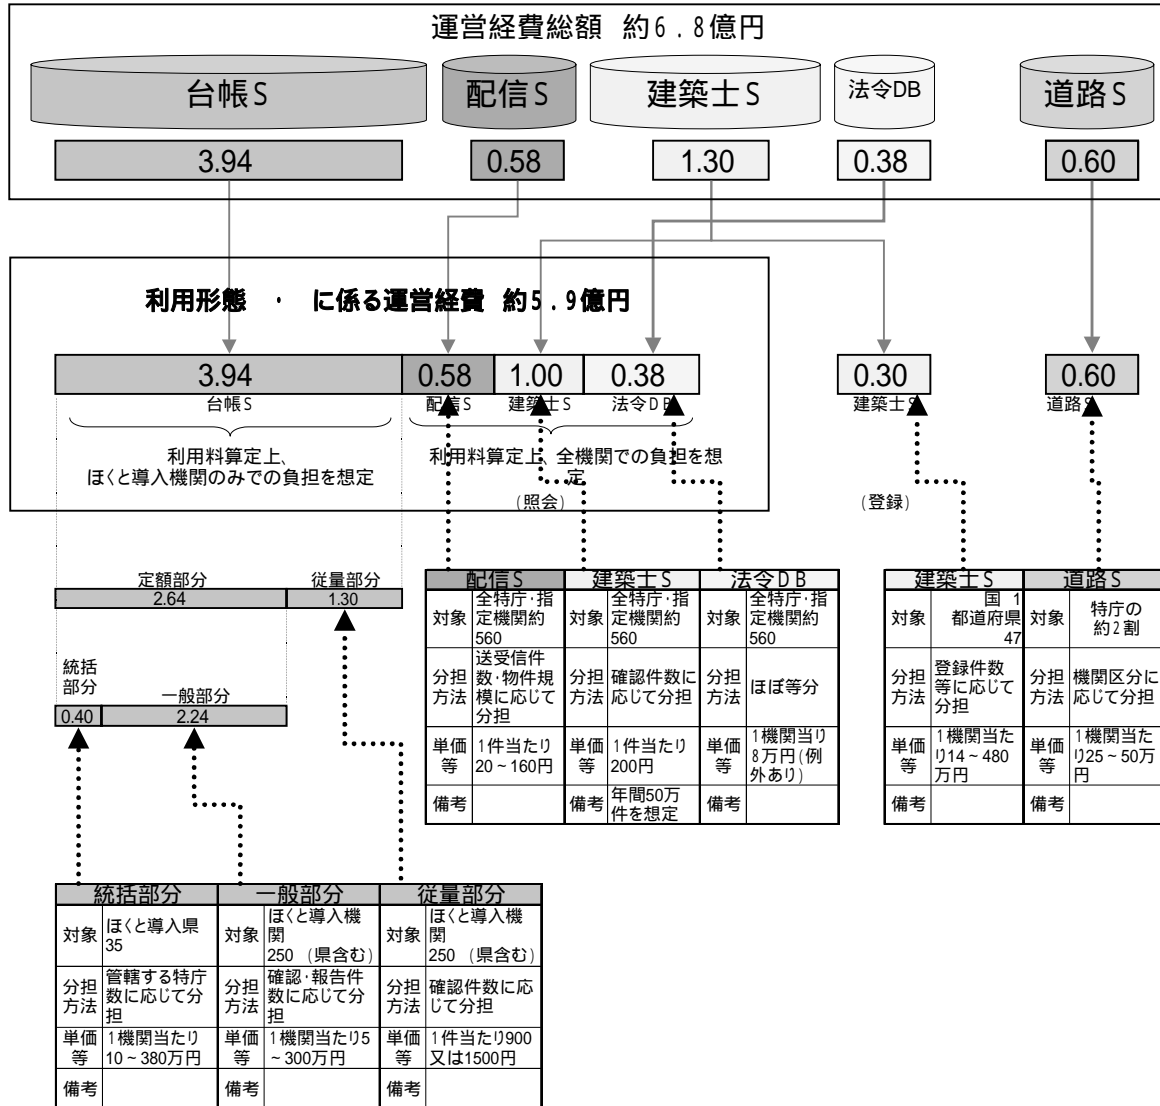 運営経費総額 約6.8億円
台帳S
配信S
建築士S
法令DB
道路S
3.94
0.58
1.30
0.38
0.60
利用形態 ・ に係る運営経費 約5.9億円
3.94
0.58
1.00
0.38
0.30
0.60
台帳S
配信S
建築士S
法令DB
建築士S
道路S
利用料算定上、
ほくと導入機関のみでの負担を想定
利用料算定上、全機関での負担を想
定
(照会)
(登録)
定額部分
従量部分
2.64
1.30
統括
部分
一般部分
0.40
2.24
配信S
対象
全特庁・指
定機関約
560
分担
方法
送受信件
数・物件規
模に応じて
分担
単価
等
1件当たり
20~160円
備考
建築士S
対象
全特庁・指
定機関約
560
分担
方法
確認件数に
応じて分担
単価
等
1件当たり
200円
備考
年間50万
件を想定
法令DB
対象
全特庁・指
定機関約
560
分担
方法
ほぼ等分
単価
等
1機関当り
8万円(例
外あり)
備考
建築士S
対象
国 1
都道府県
47
分担
方法
登録件数
等に応じて
分担
単価
等
1機関当た
り14~480
万円
備考
道路S
対象
特庁の
約2割
分担
方法
機関区分に
応じて分担
単価
等
1機関当た
り25~50万
円
備考
統括部分
対象
ほくと導入県
35
分担
方法
管轄する特庁
数に応じて分
担
単価
等
1機関当たり
10~380万円
備考
一般部分
対象
ほくと導入機
関
250 (県含む)
分担
方法
確認・報告件
数に応じて分
担
単価
等
1機関当たり5
~300万円
備考
従量部分
対象
ほくと導入機
関
250 (県含む)
分担
方法
確認件数に応
じて分担
単価
等
1件当たり900
又は1500円
備考